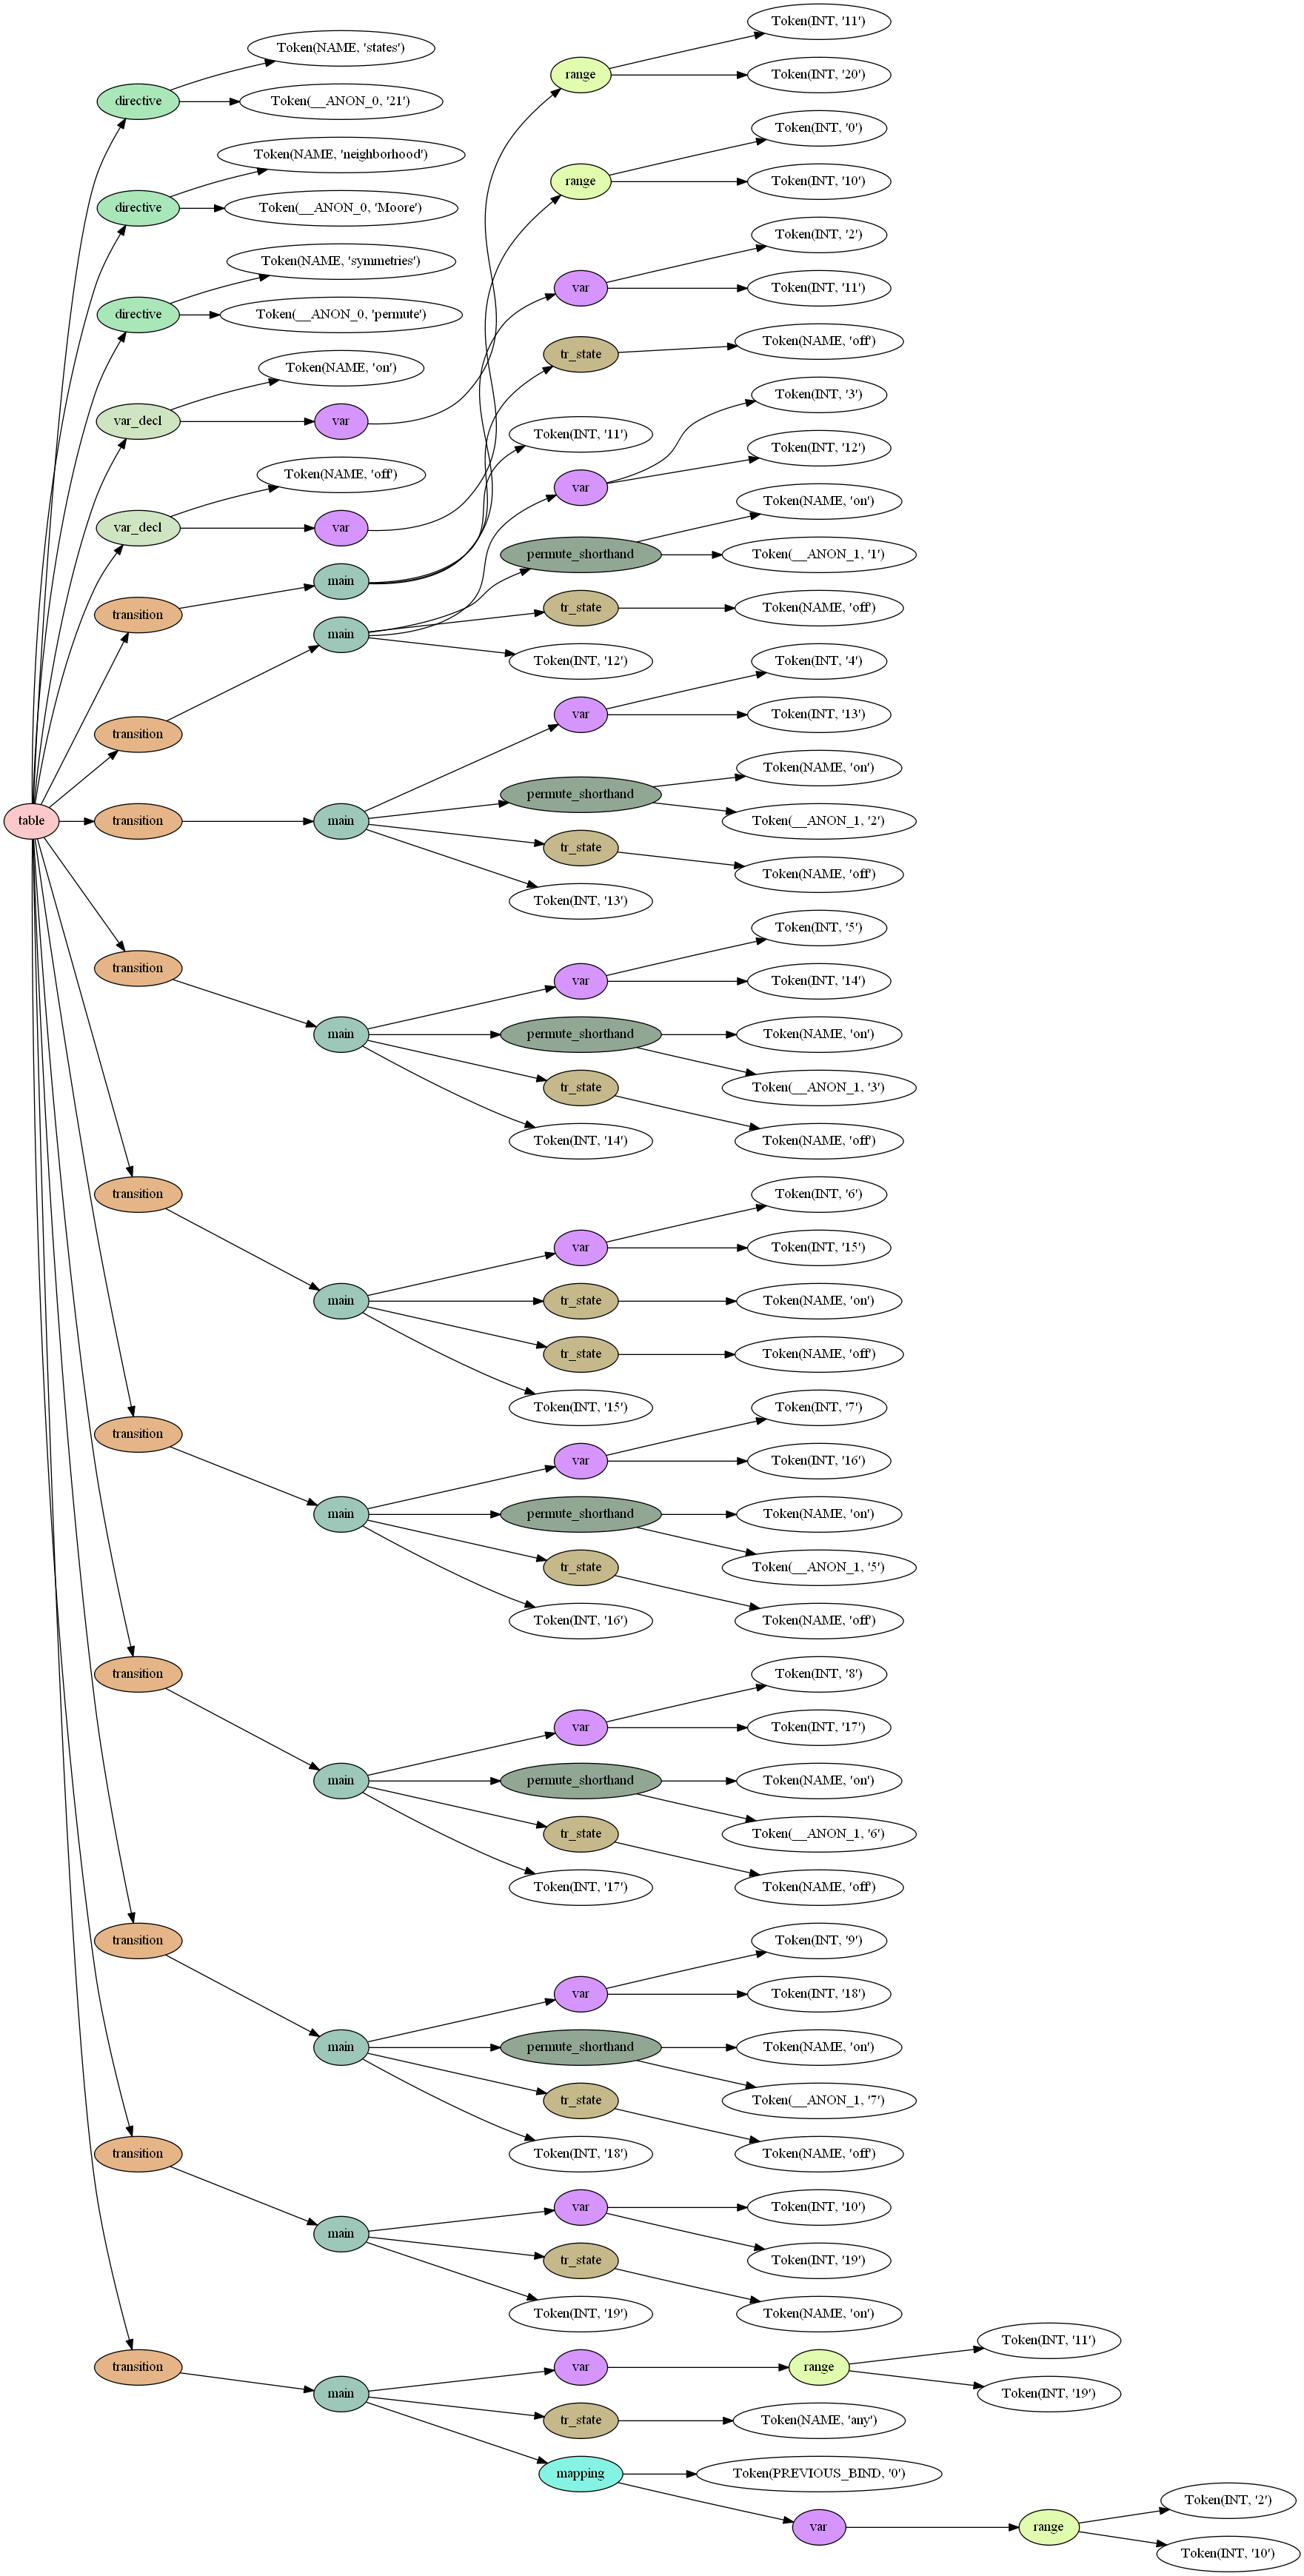 table
directive
Token(NAME, 'states')
Token(__ANON_0, '21')
directive
Token(NAME, 'neighborhood')
Token(__ANON_0, 'Moore')
directive
Token(NAME, 'symmetries')
Token(__ANON_0, 'permute')
var_decl
Token(NAME, 'on')
var
range
Token(INT, '11')
Token(INT, '20')
var_decl
Token(NAME, 'off')
var
range
Token(INT, '0')
Token(INT, '10')
transition
main
var
Token(INT, '2')
Token(INT, '11')
tr_state
Token(NAME, 'off')
Token(INT, '11')
transition
main
var
Token(INT, '3')
Token(INT, '12')
permute_shorthand
Token(NAME, 'on')
Token(__ANON_1, '1')
tr_state
Token(NAME, 'off')
Token(INT, '12')
transition
main
var
Token(INT, '4')
Token(INT, '13')
permute_shorthand
Token(NAME, 'on')
Token(__ANON_1, '2')
tr_state
Token(NAME, 'off')
Token(INT, '13')
transition
main
var
Token(INT, '5')
Token(INT, '14')
permute_shorthand
Token(NAME, 'on')
Token(__ANON_1, '3')
tr_state
Token(NAME, 'off')
Token(INT, '14')
transition
main
var
Token(INT, '6')
Token(INT, '15')
tr_state
Token(NAME, 'on')
tr_state
Token(NAME, 'off')
Token(INT, '15')
transition
main
var
Token(INT, '7')
Token(INT, '16')
permute_shorthand
Token(NAME, 'on')
Token(__ANON_1, '5')
tr_state
Token(NAME, 'off')
Token(INT, '16')
transition
main
var
Token(INT, '8')
Token(INT, '17')
permute_shorthand
Token(NAME, 'on')
Token(__ANON_1, '6')
tr_state
Token(NAME, 'off')
Token(INT, '17')
transition
main
var
Token(INT, '9')
Token(INT, '18')
permute_shorthand
Token(NAME, 'on')
Token(__ANON_1, '7')
tr_state
Token(NAME, 'off')
Token(INT, '18')
transition
main
var
Token(INT, '10')
Token(INT, '19')
tr_state
Token(NAME, 'on')
Token(INT, '19')
transition
main
var
range
Token(INT, '11')
Token(INT, '19')
tr_state
Token(NAME, 'any')
mapping
Token(PREVIOUS_BIND, '0')
var
range
Token(INT, '2')
Token(INT, '10')